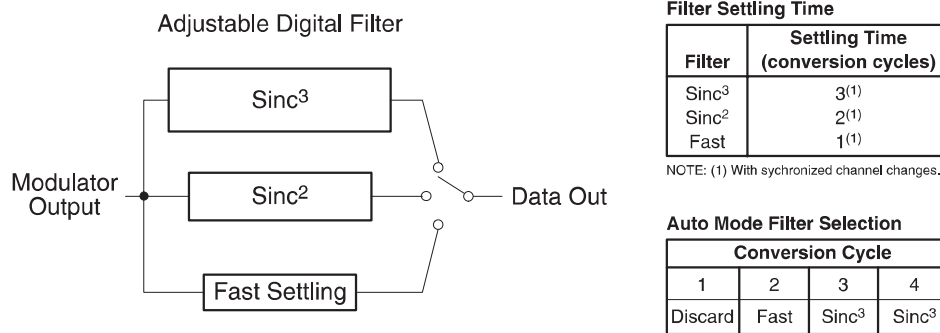 Adjustable Digital Filter
Sinc³
Modulator
Output
Sinc²
Data Out
Fast Settling
Filter Settling Time
Filter
Settling Time
(conversion cycles)
Sinc³ 3(1)
Sinc² 2(1)
Fast 1(1)
NOTE: (1) With sychronized channel changes.
Auto Mode Filter Selection
Conversion Cycle
1 2 3 4
Discard Fast Sinc³ Sinc³